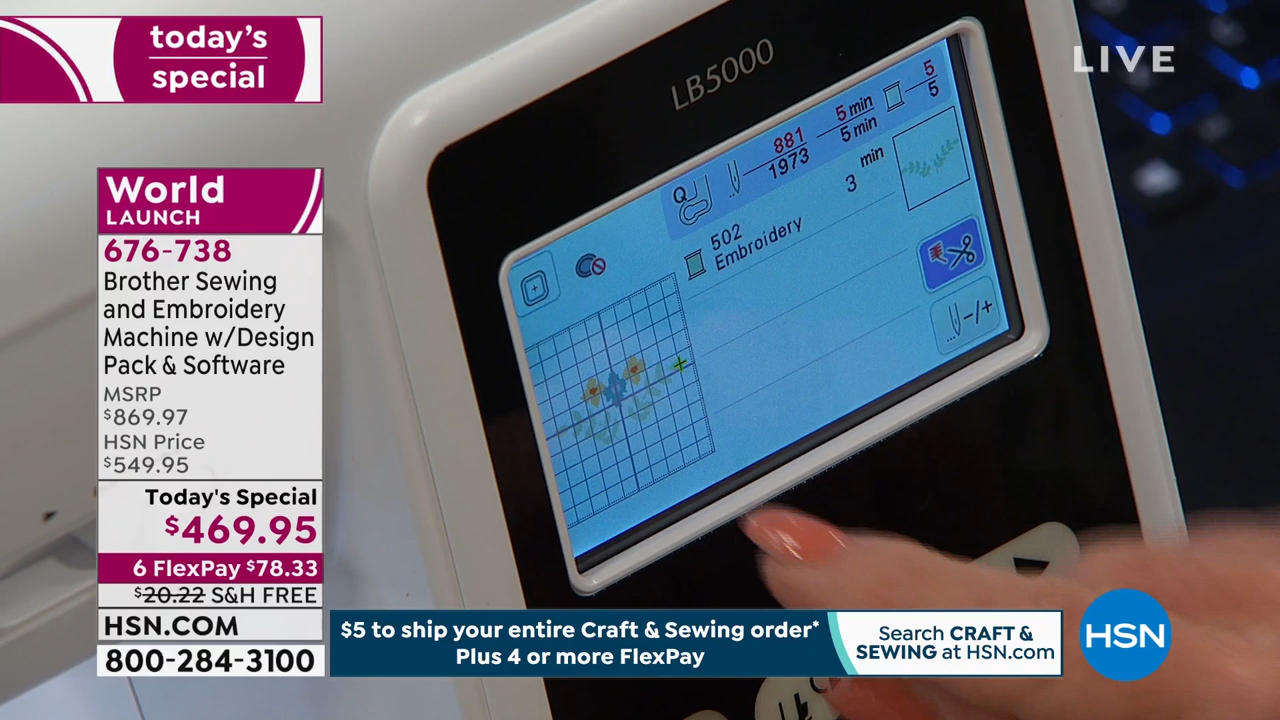 today's
special
LIVE
World
LAUNCH
676-738
Brother Sewing
and Embroidery
Machine w/Design
Pack & Software
MSRP
$869.97
HSN Price
$549.95
Today's Special
$469.95
6 FlexPay $78.33
$20.22 S&H FREE
HSN.COM
800-284-3100
LB5000
Q
881
1973
5 min
5 min
5
5
3 min
502
Embroidery
-/+
$5 to ship your entire Craft & Sewing order*
Plus 4 or more FlexPay
Search CRAFT &
SEWING at HSN.com
HSN